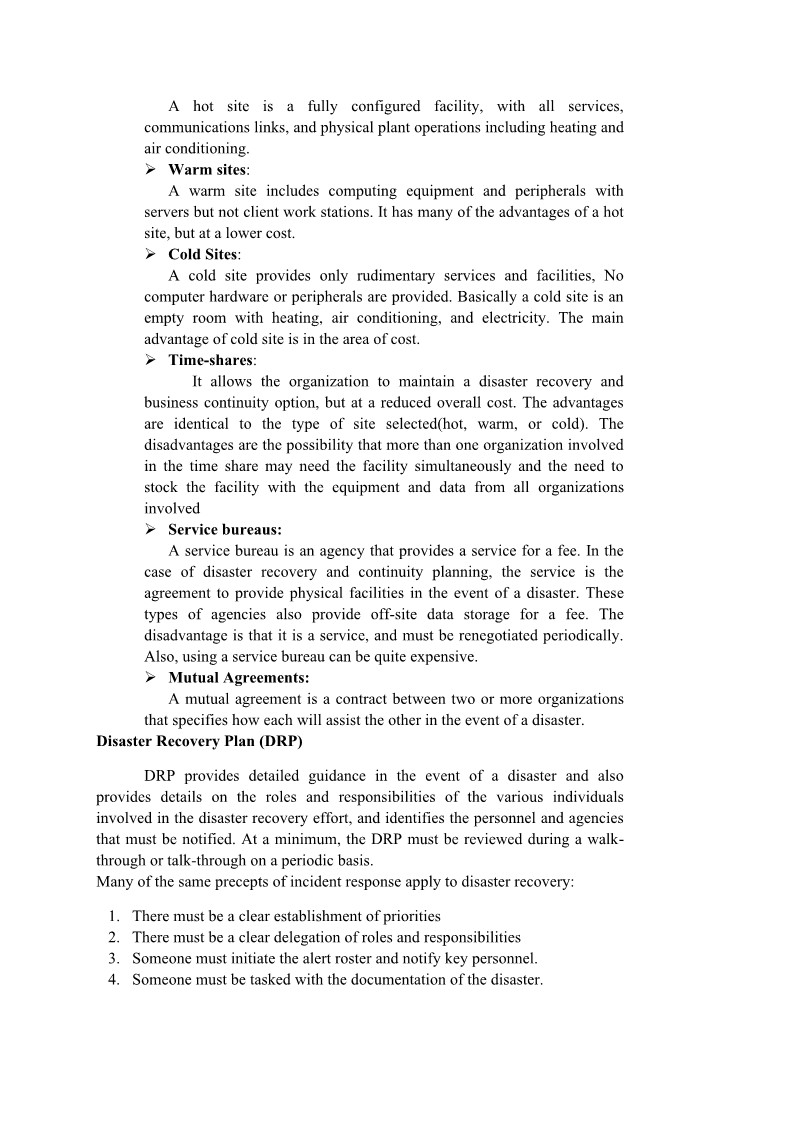 A hot site is a fully configured facility, with all services,
communications links, and physical plant operations including heating and
air conditioning.
➢ Warm sites:
A warm site includes computing equipment and peripherals with
servers but not client work stations. It has many of the advantages of a hot
site, but at a lower cost.
➢ Cold Sites:
A cold site provides only rudimentary services and facilities, No
computer hardware or peripherals are provided. Basically a cold site is an
empty room with heating, air conditioning, and electricity. The main
advantage of cold site is in the area of cost.
➢ Time-shares:
It allows the organization to maintain a disaster recovery and
business continuity option, but at a reduced overall cost. The advantages
are identical to the type of site selected(hot, warm, or cold). The
disadvantages are the possibility that more than one organization involved
in the time share may need the facility simultaneously and the need to
stock the facility with the equipment and data from all organizations
involved
➢ Service bureaus:
A service bureau is an agency that provides a service for a fee. In the
case of disaster recovery and continuity planning, the service is the
agreement to provide physical facilities in the event of a disaster. These
types of agencies also provide off-site data storage for a fee. The
disadvantage is that it is a service, and must be renegotiated periodically.
Also, using a service bureau can be quite expensive.
➢ Mutual Agreements:
A mutual agreement is a contract between two or more organizations
that specifies how each will assist the other in the event of a disaster.
Disaster Recovery Plan (DRP)
DRP provides detailed guidance in the event of a disaster and also
provides details on the roles and responsibilities of the various individuals
involved in the disaster recovery effort, and identifies the personnel and agencies
that must be notified. At a minimum, the DRP must be reviewed during a walk-
through or talk-through on a periodic basis.
Many of the same precepts of incident response apply to disaster recovery:
1. There must be a clear establishment of priorities
2. There must be a clear delegation of roles and responsibilities
3. Someone must initiate the alert roster and notify key personnel.
4. Someone must be tasked with the documentation of the disaster.